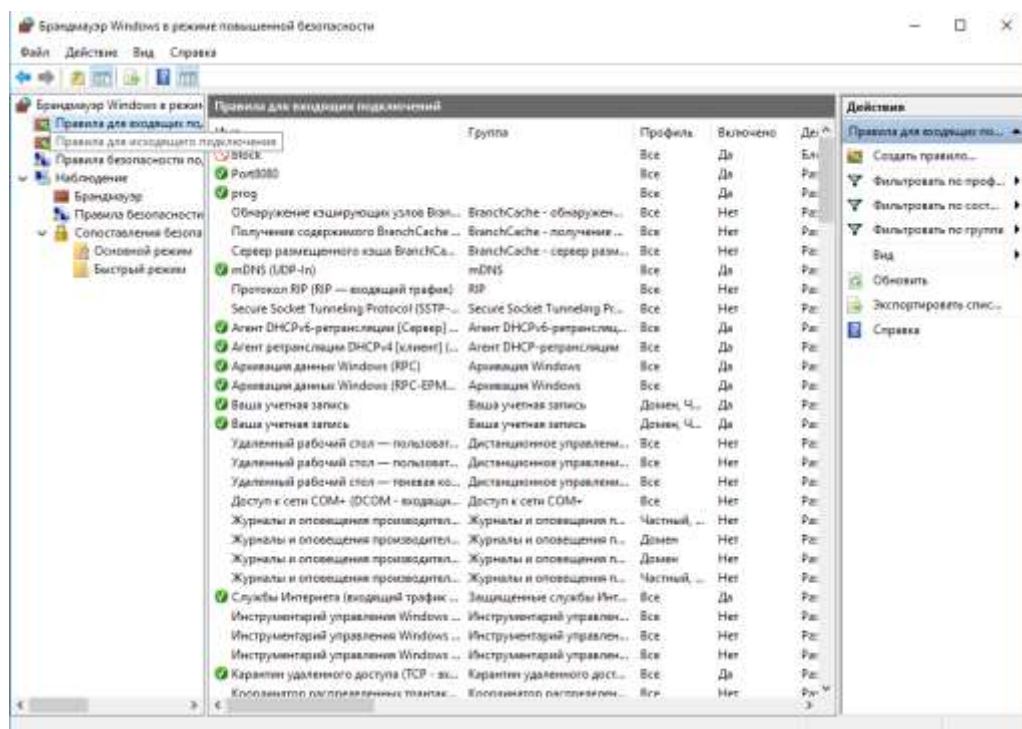 Брандмауэр Windows в режиме повышенной безопасности
Файл Действие Вид Справка
Брандмауэр Windows в режим
Правила для входящих по
Правила для исходящего подключения
Правила безопасности по
Наблюдение
Брандмауэр
Правила безопасности
Сопоставления безопа
Основной режим
Быстрый режим
Правила для входящих подключений
Группа Профиль Включено
block Все Да
Port8080 Все Да
prog Все Да
Обнаружение кэширующих узлов Bran... BranchCache - обнаружен... Все Нет
Получение содержимого BranchCache ... BranchCache - получение ... Все Нет
Сервер размещенного кэша BranchCa... BranchCache - сервер разм... Все Нет
mDNS (UDP-In) mDNS Все Да
Протокол RIP (RIP — входящий трафик) RIP Все Нет
Secure Socket Tunneling Protocol (SSTP-... Secure Socket Tunneling Pr... Все Нет
Агент DHCPv6-ретрансляции [Сервер] ... Агент DHCPv6-ретрансляц... Все Да
Агент ретрансляции DHCPv4 [клиент] (... Агент DHCP-ретрансляции Все Да
Архивация данных Windows (RPC) Архивация Windows Все Да
Архивация данных Windows (RPC-EPM... Архивация Windows Все Да
Ваша учетная запись Ваша учетная запись Домен, Ч... Да
Ваша учетная запись Ваша учетная запись Домен, Ч... Да
Удаленный рабочий стол — пользоват... Дистанционное управлени... Все Нет
Удаленный рабочий стол — пользоват... Дистанционное управлени... Все Нет
Удаленный рабочий стол — теневая ко... Дистанционное управлени... Все Нет
Доступ к сети COM+ (DCOM - входящи... Доступ к сети COM+ Все Нет
Журналы и оповещения производител... Журналы и оповещения п... Частный, ... Нет
Журналы и оповещения производител... Журналы и оповещения п... Домен Нет
Журналы и оповещения производител... Журналы и оповещения п... Домен Нет
Журналы и оповещения производител... Журналы и оповещения п... Частный, ... Нет
Службы Интернета (входящий трафик ... Защищенные службы Инт... Все Да
Инструментарий управления Windows ... Инструментарий управлен... Все Нет
Инструментарий управления Windows ... Инструментарий управлен... Все Нет
Инструментарий управления Windows ... Инструментарий управлен... Все Нет
Карантин удаленного доступа (TCP - вх... Карантин удаленного дост... Все Да
Координатор распределенных транзак... Координатор распределен... Все Нет
Действия
Правила для входящих по...
Создать правило...
Фильтровать по проф...
Фильтровать по сост...
Фильтровать по группе
Вид
Обновить
Экспортировать спис...
Справка